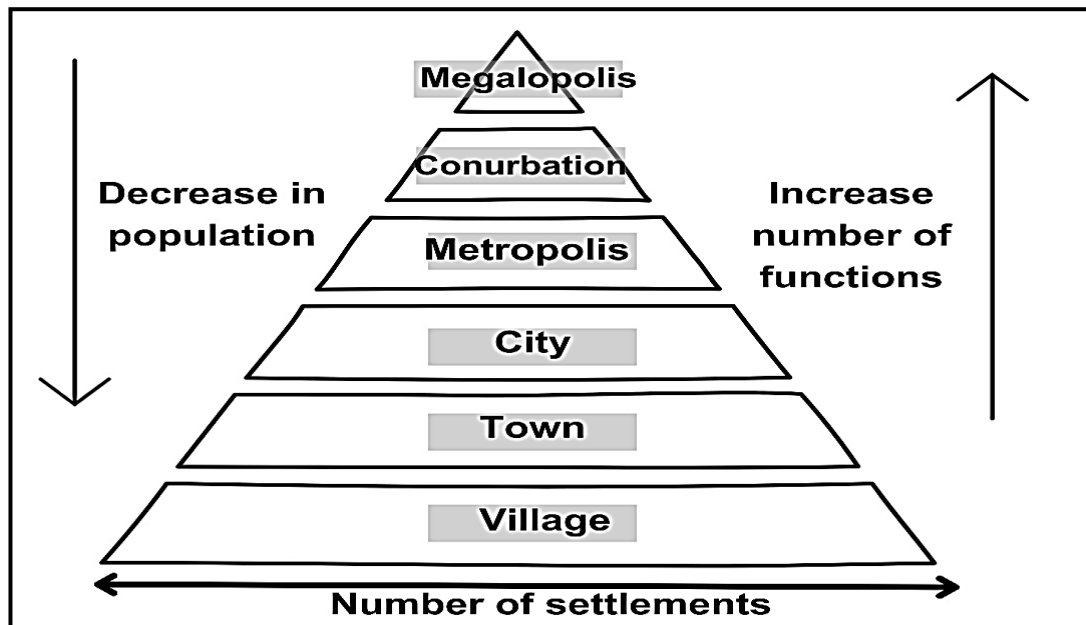 Megalopolis
Conurbation
Decrease in
population
Increase
number of
functions
Metropolis
City
Town
Village
Number of settlements